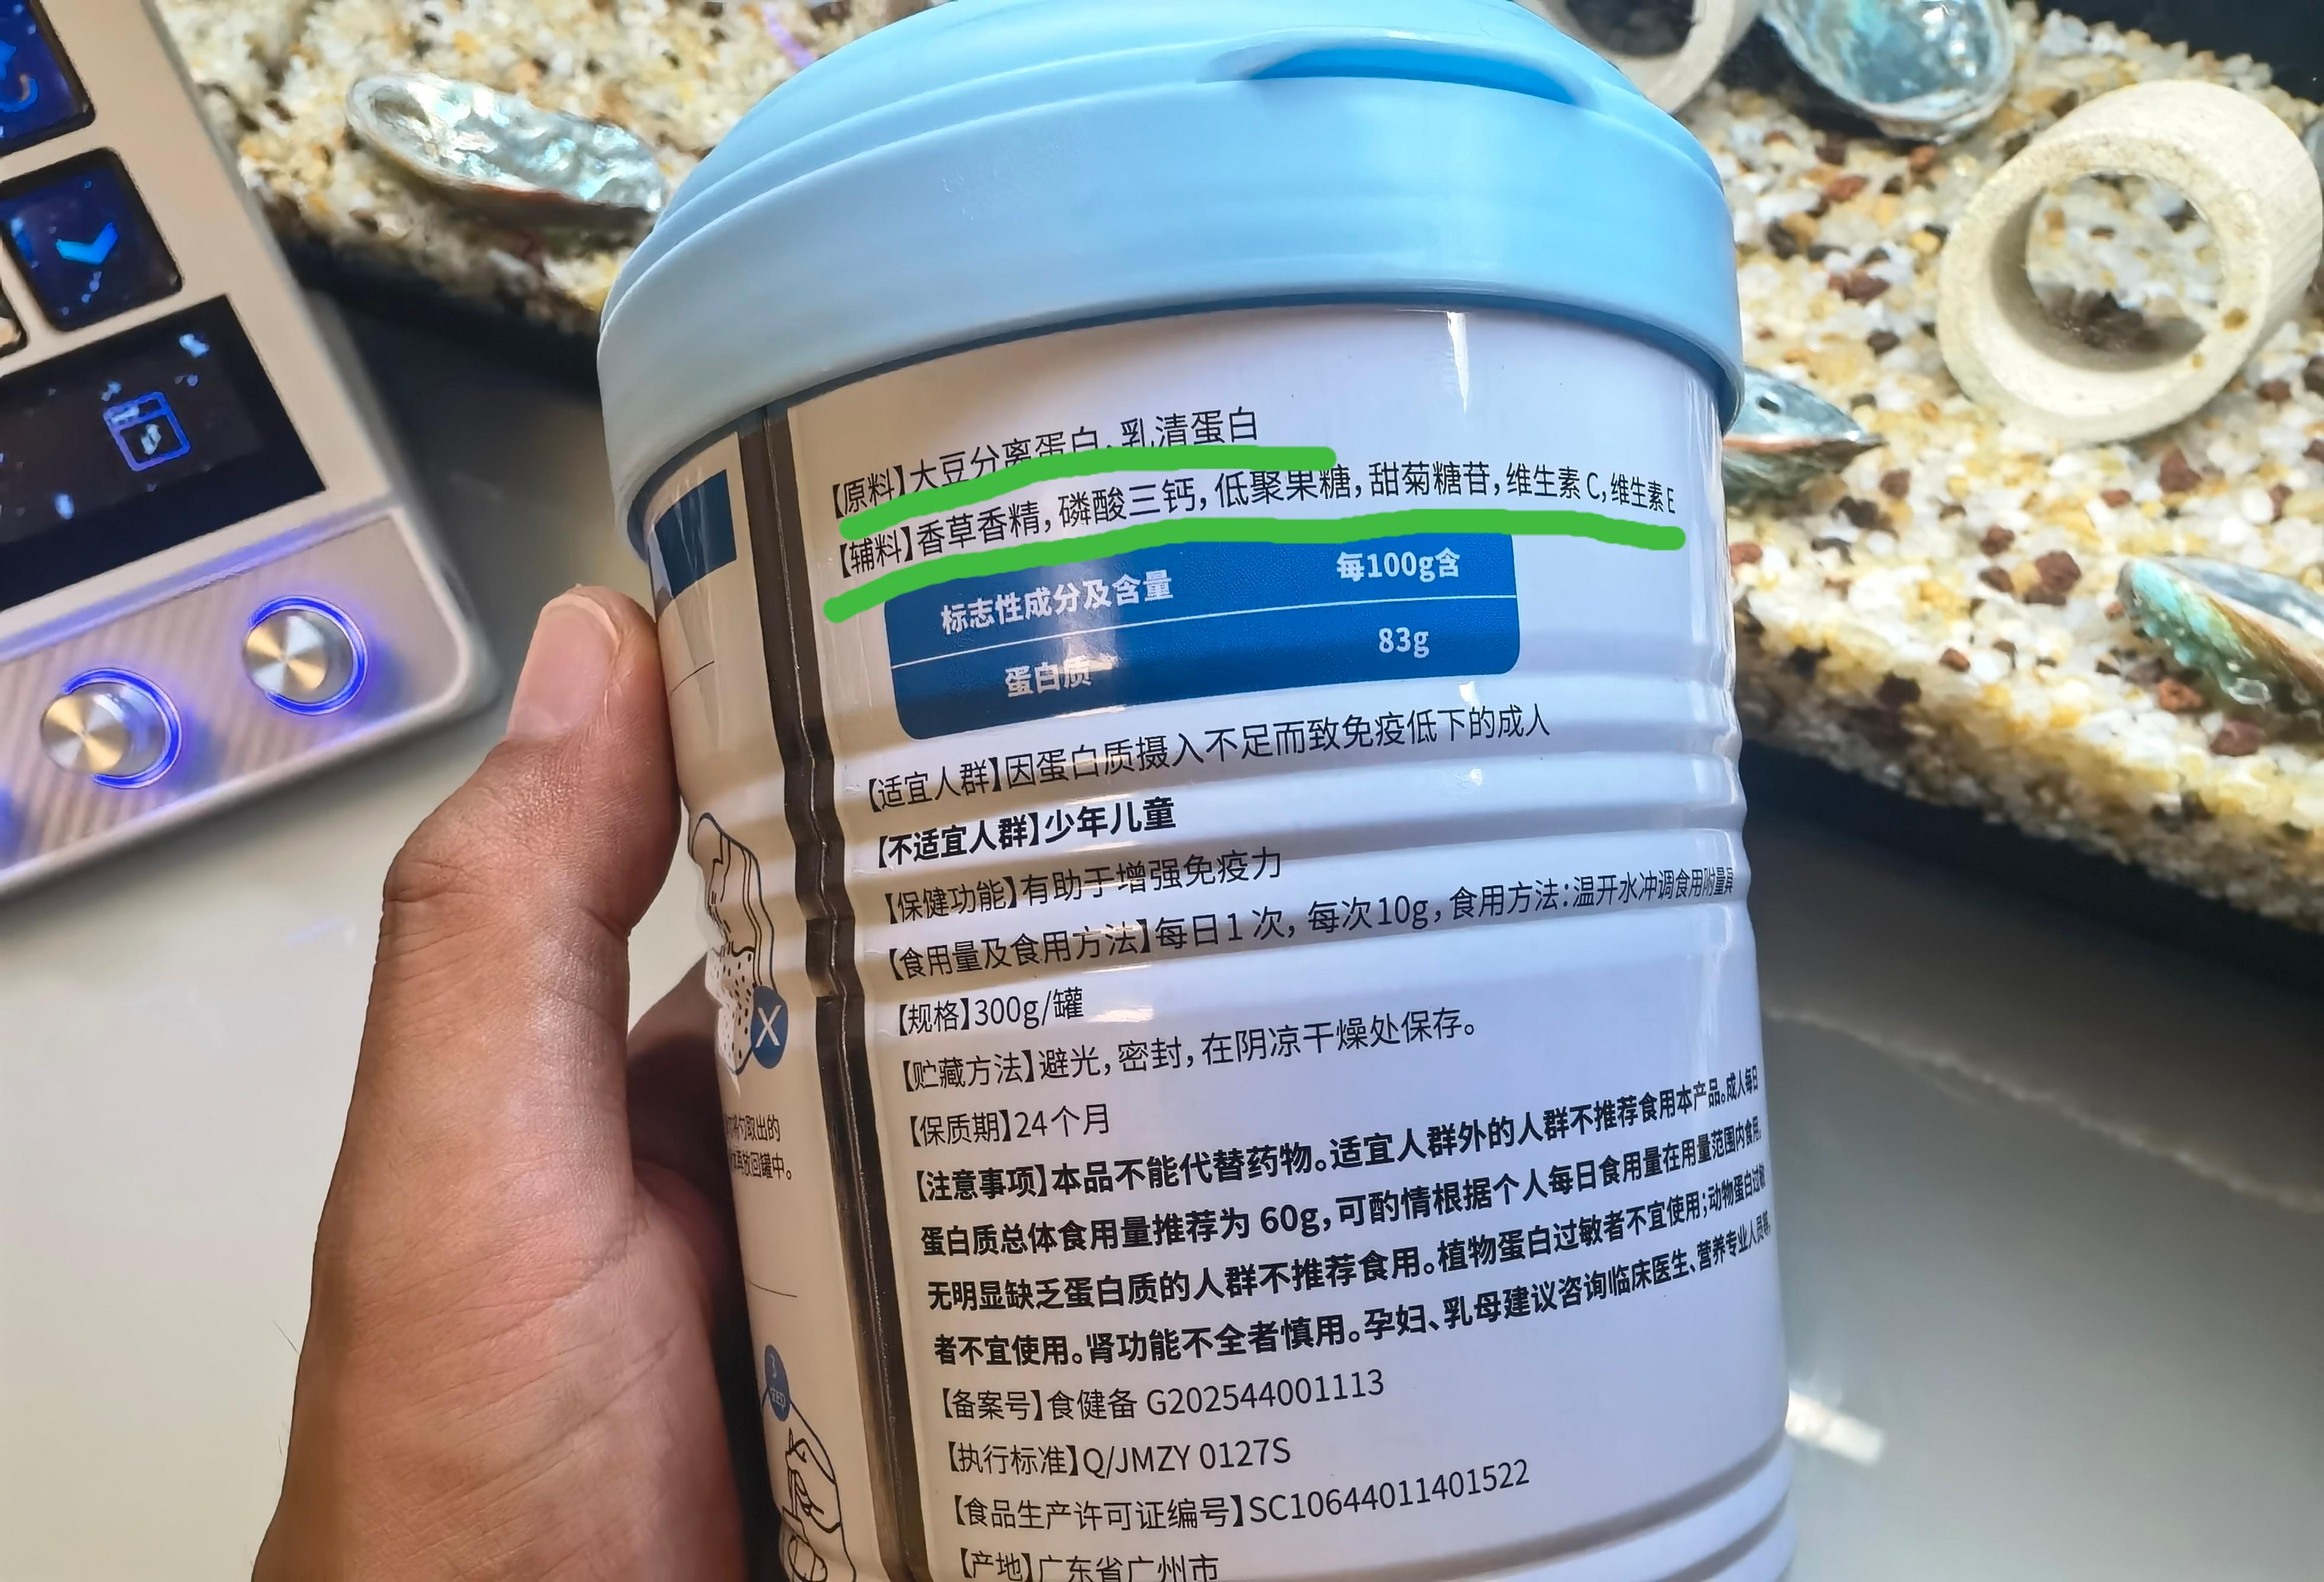 【原料】大豆分离蛋白，乳清蛋白
【辅料】香草香精，磷酸三钙，低聚果糖，甜菊糖苷，维生素C，维生素E
标志性成分及含量 每100g含
蛋白质 83g
【适宜人群】因蛋白质摄入不足而致免疫低下的成人
【不适宜人群】少年儿童
【保健功能】有助于增强免疫力
【食用量及食用方法】每日1次，每次10g，食用方法：温开水冲调食用附量具
【规格】300g/罐
【贮藏方法】避光，密封，在阴凉干燥处保存。
【保质期】24个月
【注意事项】本品不能代替药物。适宜人群外的人群不推荐食用本产品。成人每日
蛋白质总体食用量推荐为 60g，可酌情根据个人每日食用量在用量范围内食用。
无明显缺乏蛋白质的人群不推荐食用。植物蛋白过敏者不宜使用；动物蛋白过敏
者不宜使用。肾功能不全者慎用。孕妇、乳母建议咨询临床医生、营养专业人员等。
【备案号】食健备 G202544001113
【执行标准】Q/JMZY 0127S
【食品生产许可证编号】SC10644011401522
【产地】广东省广州市
X
勺取出的
放回罐中。
3